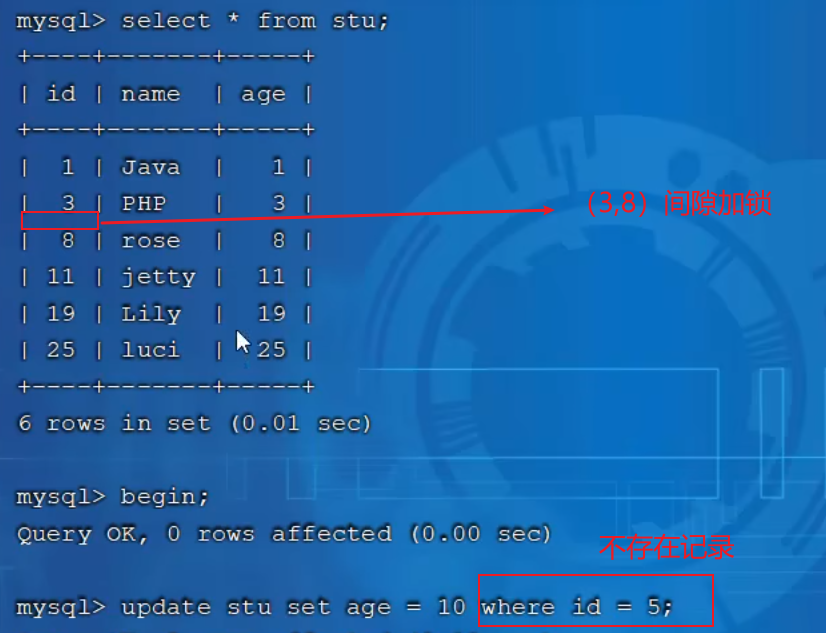 mysql> select * from stu;
+----+-------+-----+
| id | name  | age |
+----+-------+-----+
|  1 | Java  |   1 |
|  3 | PHP   |   3 |
(3,8）间隙加锁
|  8 | rose  |   8 |
| 11 | jetty |  11 |
| 19 | Lily  |  19 |
| 25 | luci  |  25 |
+----+-------+-----+
6 rows in set (0.01 sec)
mysql> begin;
Query OK, 0 rows affected (0.00 sec)
不存在记录
mysql> update stu set age = 10 where id = 5;